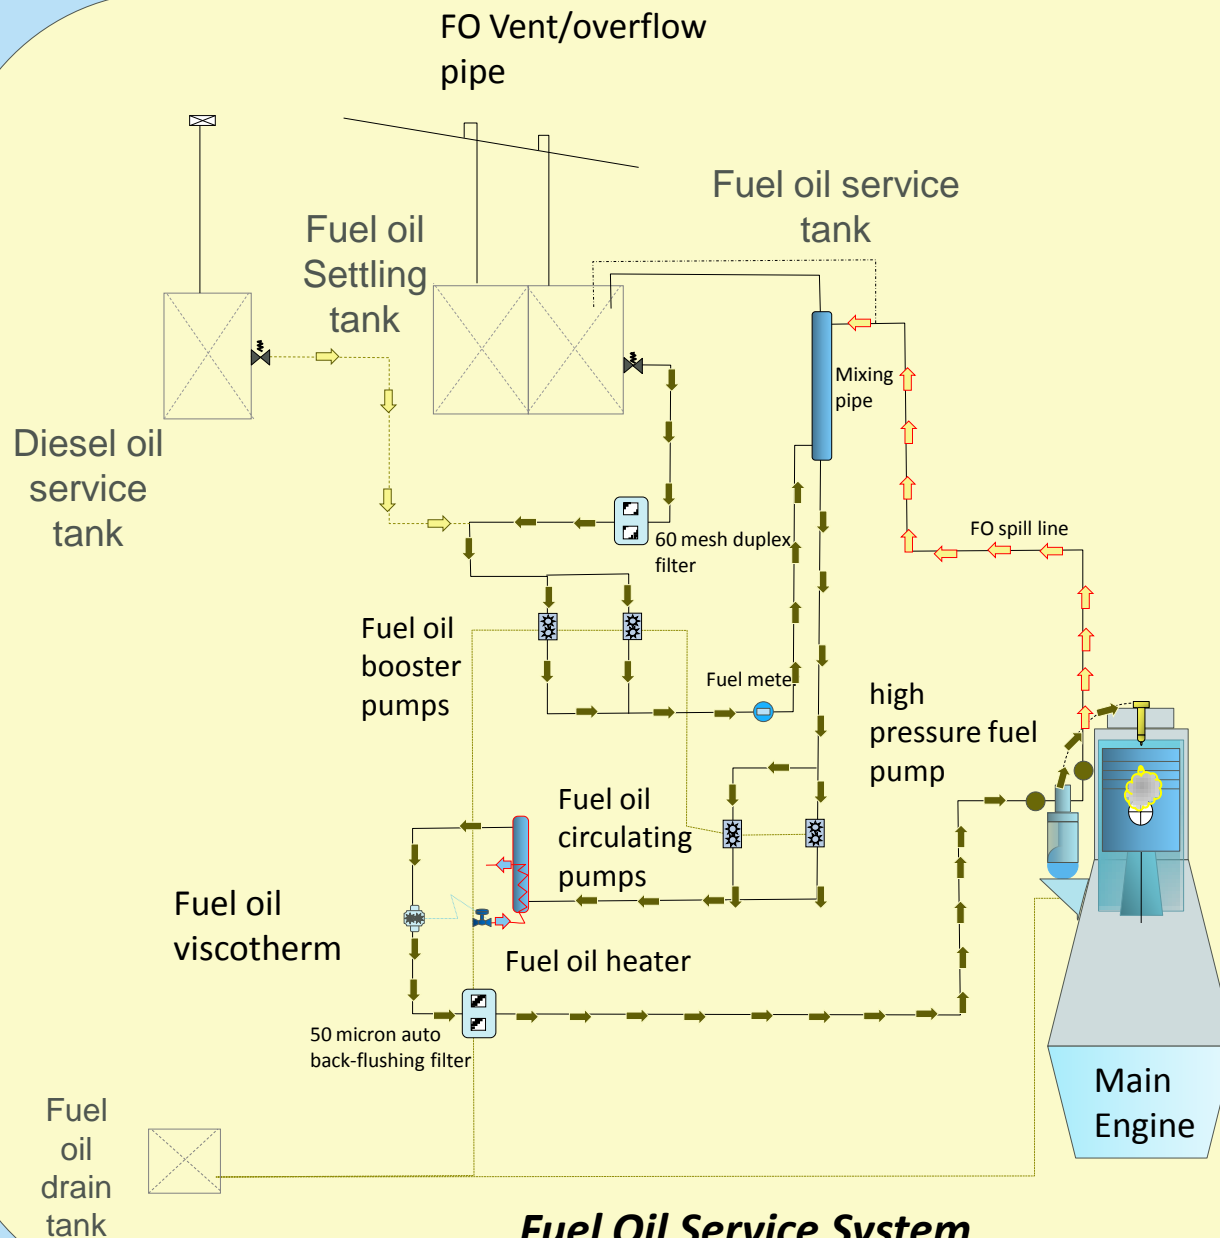 FO Vent/overflow
pipe
Fuel oil service
tank
Fuel oil
Settling
tank
Mixing
pipe
Diesel oil
service
tank
FO spill line
60 mesh duplex
filter
Fuel oil
booster
pumps
Fuel mete
high
pressure fuel
pump
Fuel oil
circulating
pumps
Fuel oil
viscotherm
Fuel oil heater
50 micron auto
back-flushing filter
Main
Engine
Fuel
oil
drain
tank
Fuel Oil Service System